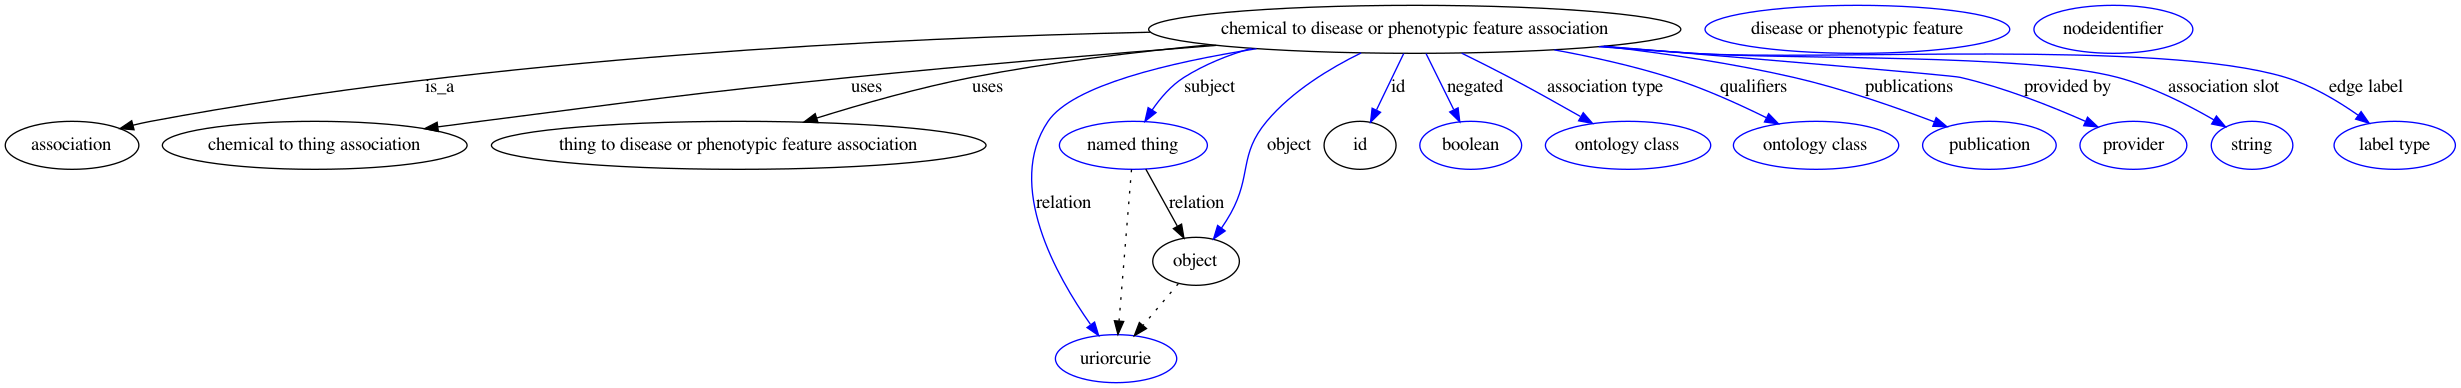 chemical to disease or phenotypic feature association
disease or phenotypic feature
nodeidentifier
is_a
uses
uses
subject
id
negated
association type
qualifiers
publications
provided by
association slot
edge label
association
chemical to thing association
thing to disease or phenotypic feature association
named thing
object
id
boolean
ontology class
ontology class
publication
provider
string
label type
relation
relation
object
uriorcurie